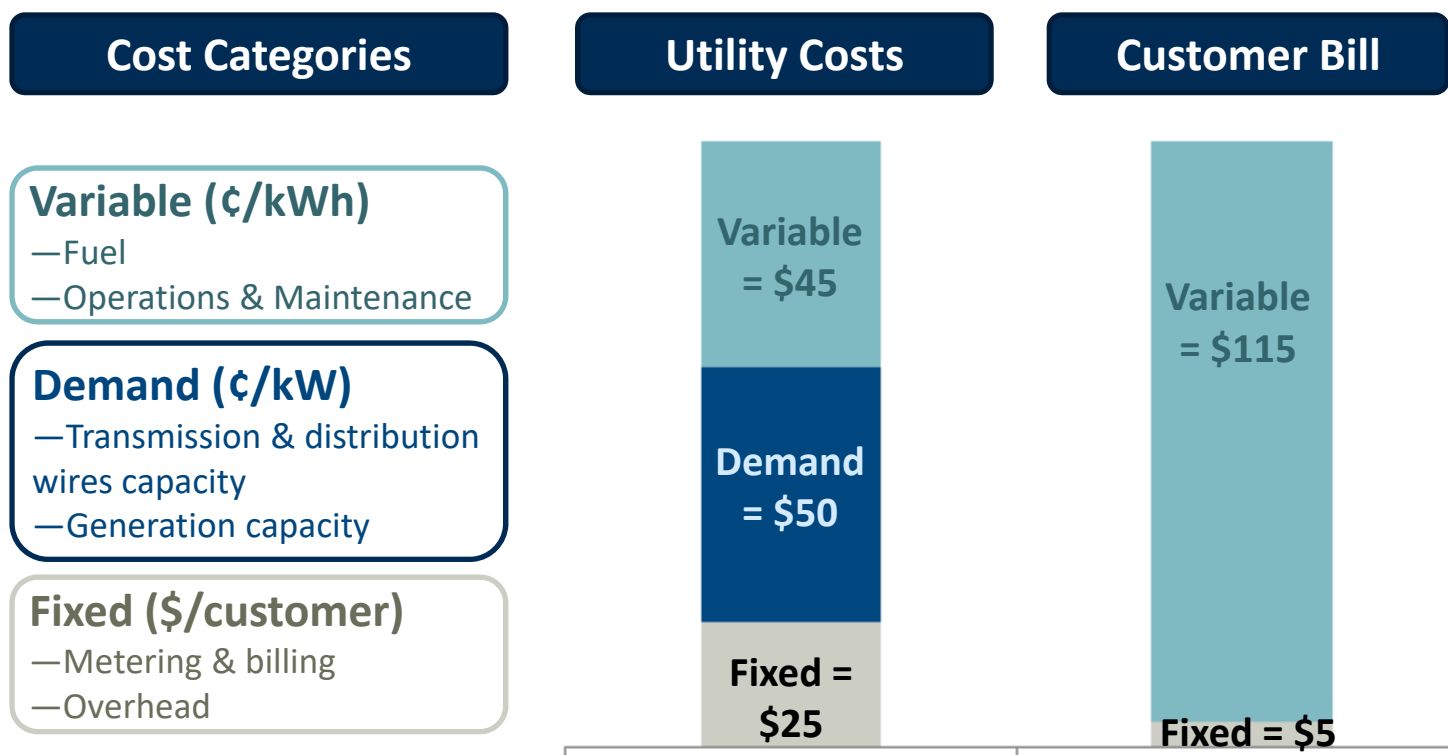 Cost Categories
Utility Costs
Customer Bill
Variable (¢/kWh)
—Fuel
—Operations & Maintenance
Demand (¢/kW)
—Transmission & distribution
wires capacity
—Generation capacity
Fixed ($/customer)
—Metering & billing
—Overhead
Variable
= $45
Demand
= $50
Fixed =
$25
Variable
= $115
Fixed = $5